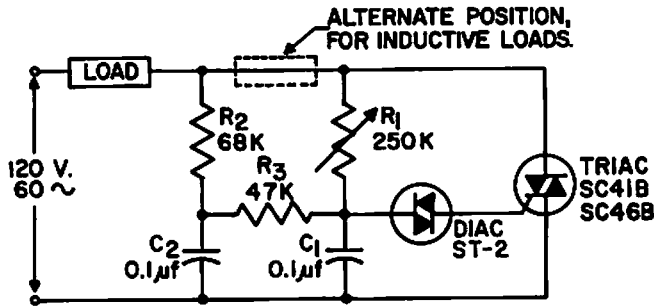 ALTERNATE POSITION,
FOR INDUCTIVE LOADS.
LOAD
R2
68K
R1
250K
R3
47K
120 V.
60 ~
TRIAC
SC41B
SC46B
DIAC
ST-2
C2
0.1µf
C1
0.1µf